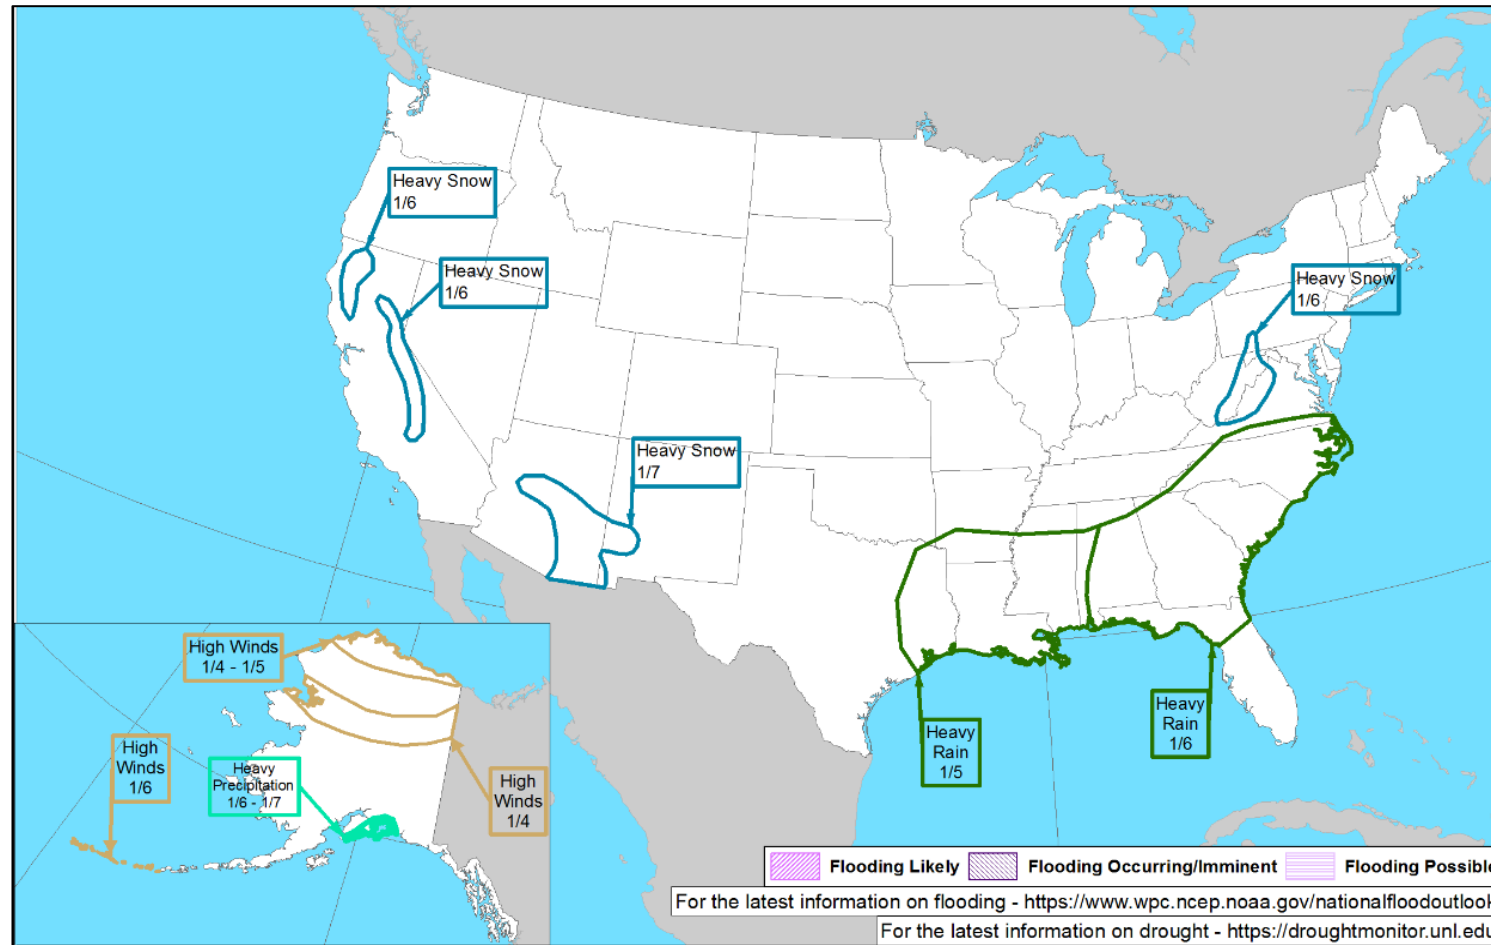 Heavy Snow
1/6
Heavy Snow
1/6
Heavy Snow
1/6
Heavy Snow
1/7
High Winds
1/4 - 1/5
High
Winds
1/6
Heavy
Precipitation
1/6 - 1/7
High
Winds
1/4
Heavy
Rain
1/5
Heavy
Rain
1/6
Flooding Likely Flooding Occurring/Imminent Flooding Possible
For the latest information on flooding - https://www.wpc.ncep.noaa.gov/nationalfloodoutlook
For the latest information on drought - https://droughtmonitor.unl.edu